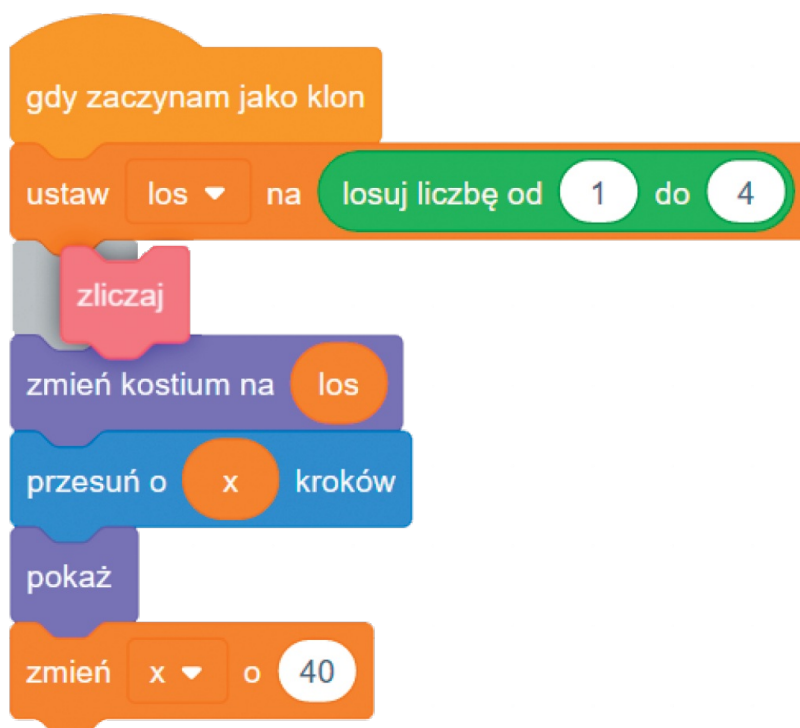 gdy zaczynam jako klon
ustaw los na losuj liczbę od 1 do 4
zliczaj
zmień kostium na los
przesuń o x kroków
pokaż
zmień x o 40